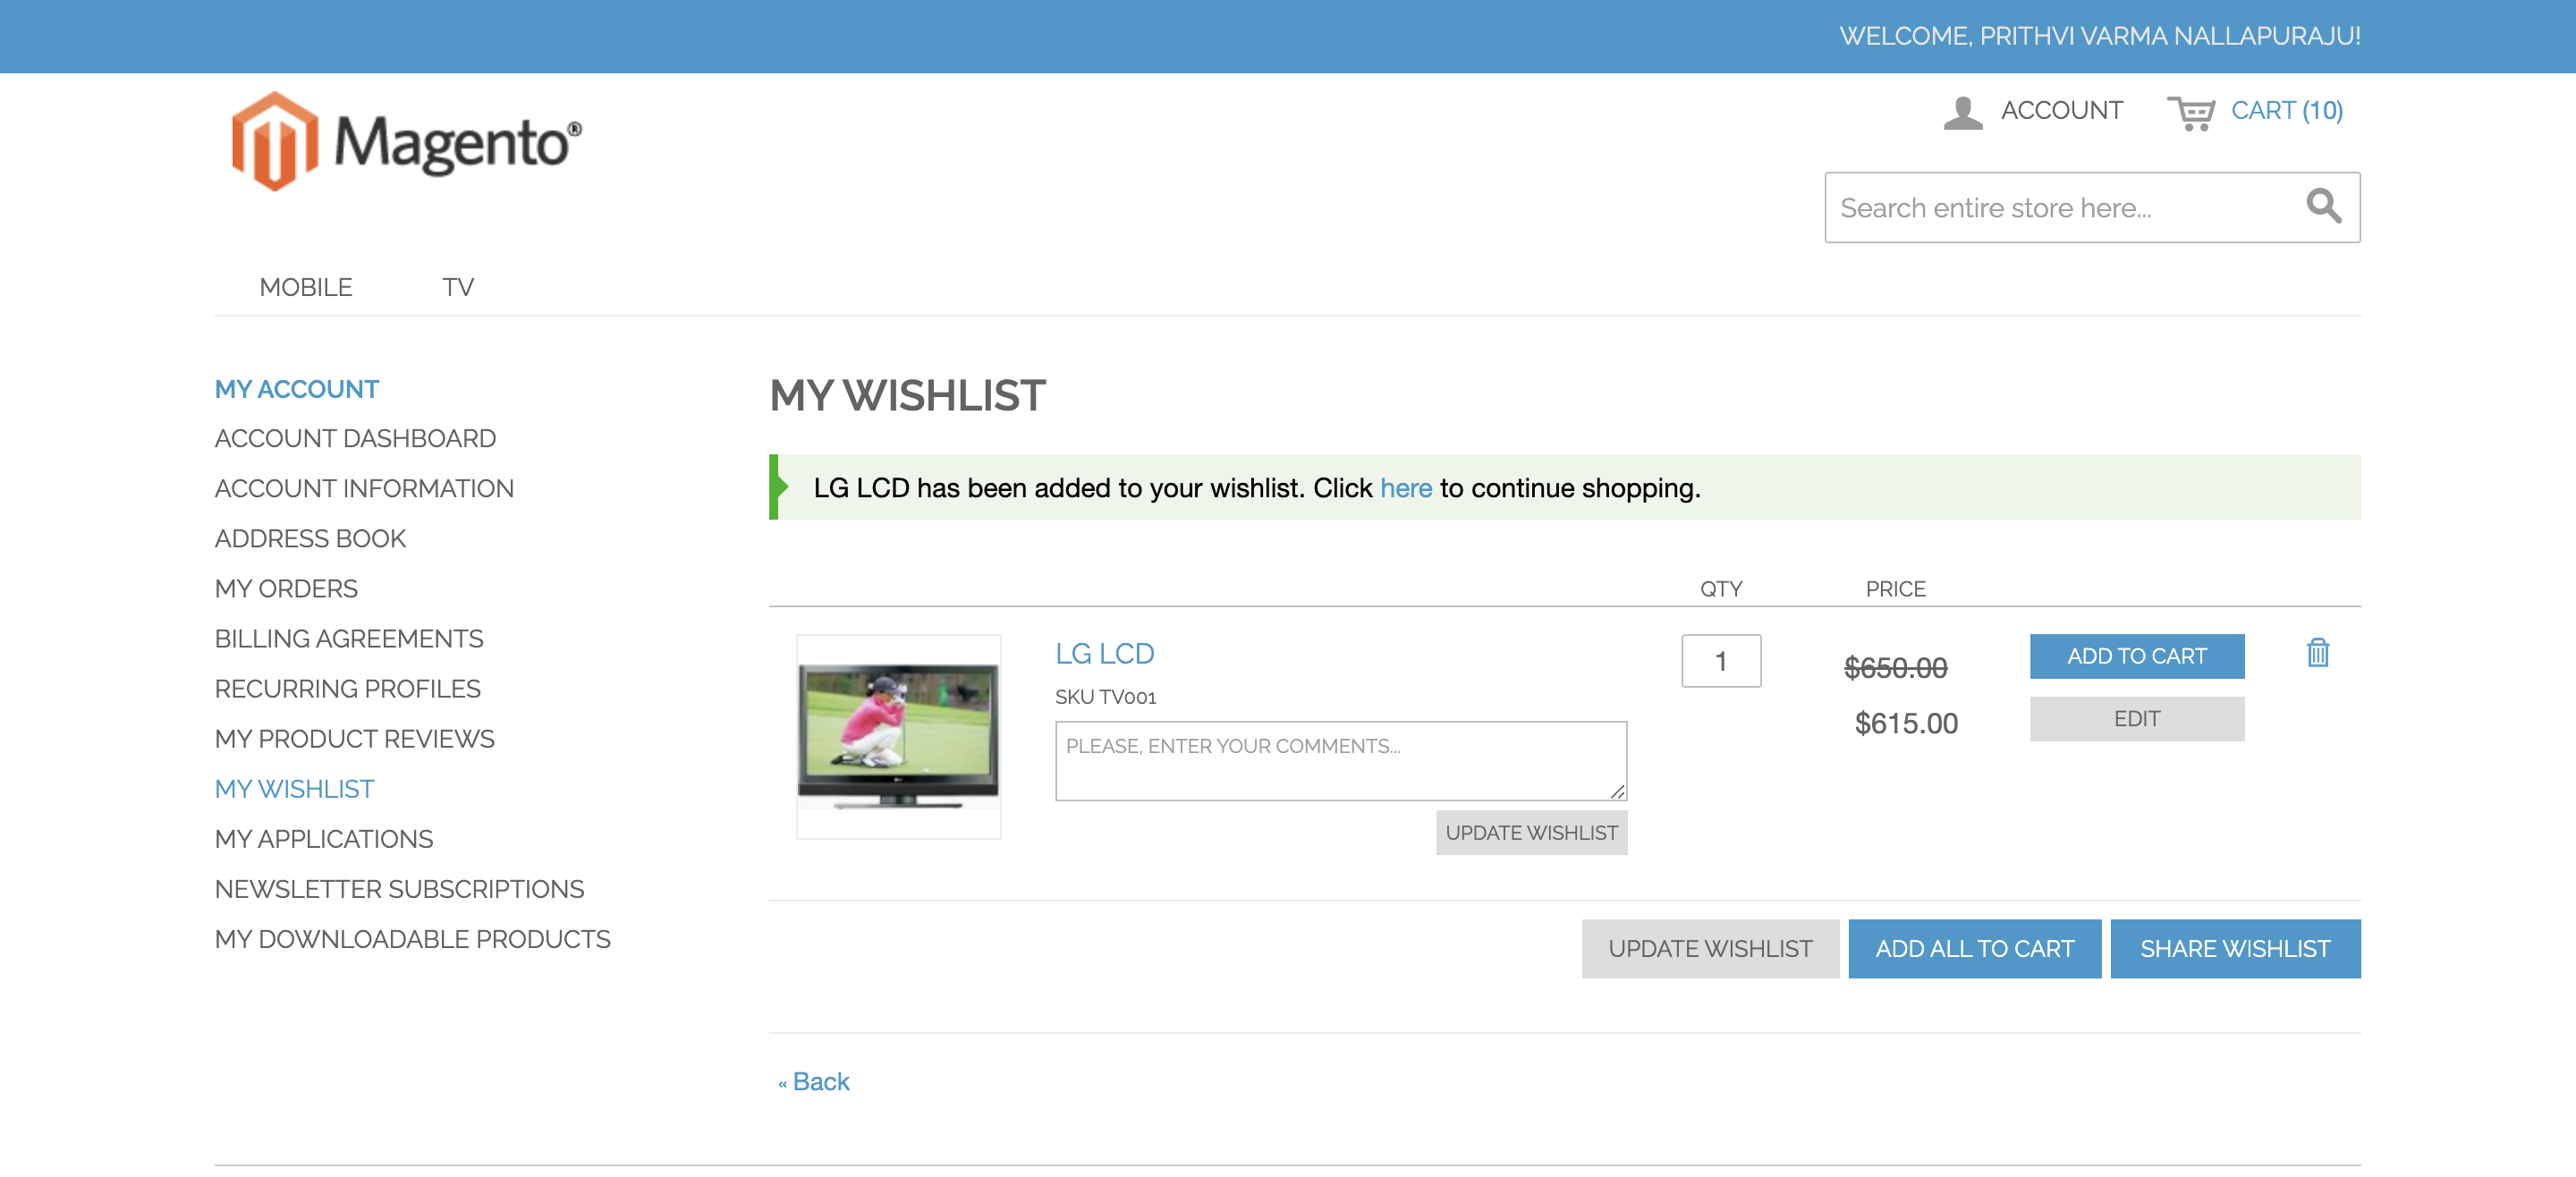 WELCOME, PRITHVI VARMA NALLAPURAJU!
Magento®
ACCOUNT
CART (10)
Search entire store here...
MOBILE
TV
MY ACCOUNT
ACCOUNT DASHBOARD
ACCOUNT INFORMATION
ADDRESS BOOK
MY ORDERS
BILLING AGREEMENTS
RECURRING PROFILES
MY PRODUCT REVIEWS
MY WISHLIST
MY APPLICATIONS
NEWSLETTER SUBSCRIPTIONS
MY DOWNLOADABLE PRODUCTS
MY WISHLIST
LG LCD has been added to your wishlist. Click here to continue shopping.
QTY
PRICE
LG LCD
SKU TV001
PLEASE, ENTER YOUR COMMENTS...
UPDATE WISHLIST
1
$650.00
$615.00
ADD TO CART
EDIT
UPDATE WISHLIST
ADD ALL TO CART
SHARE WISHLIST
« Back